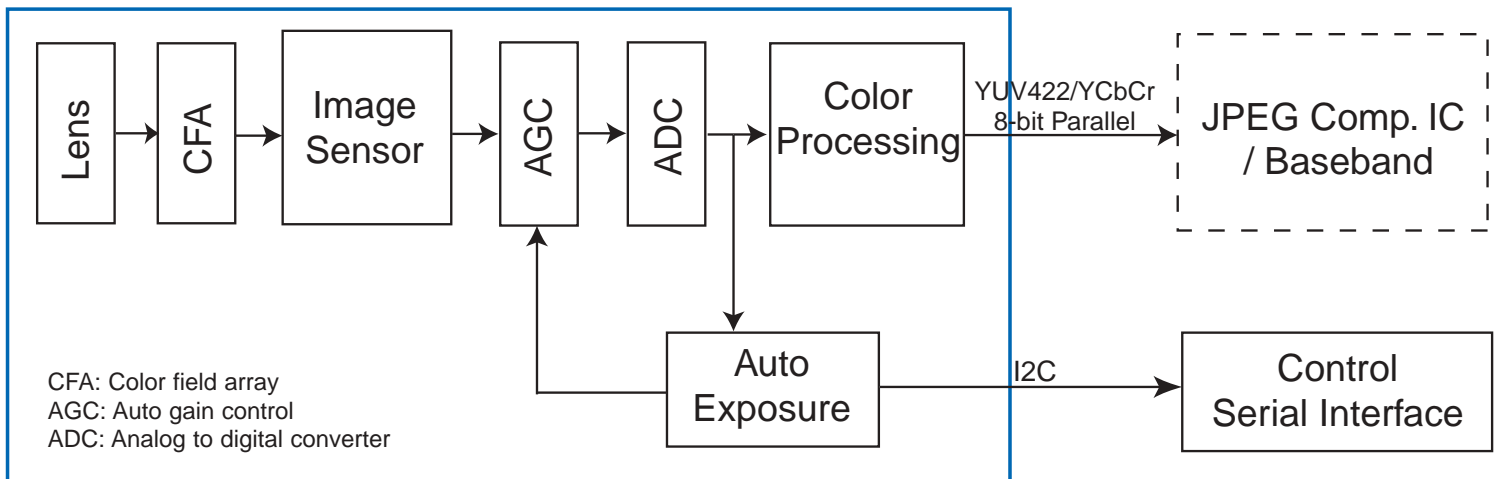 Lens
CFA
Image
Sensor
AGC
ADC
Color
Processing
YUV422/YCbCr
8-bit Parallel
JPEG Comp. IC
/ Baseband
Auto
Exposure
I2C
Control
Serial Interface
CFA: Color field array
AGC: Auto gain control
ADC: Analog to digital converter